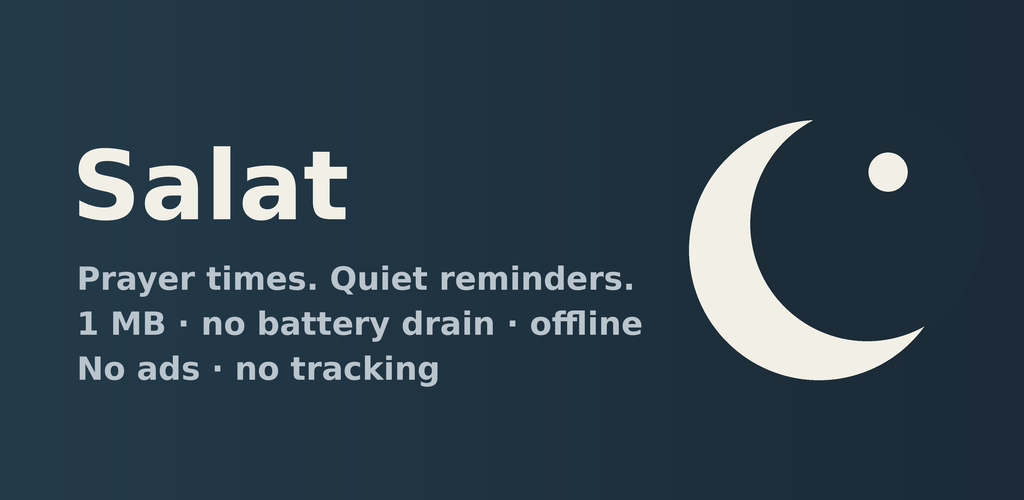 Salat
Prayer times. Quiet reminders.
1 MB · no battery drain · offline
No ads · no tracking